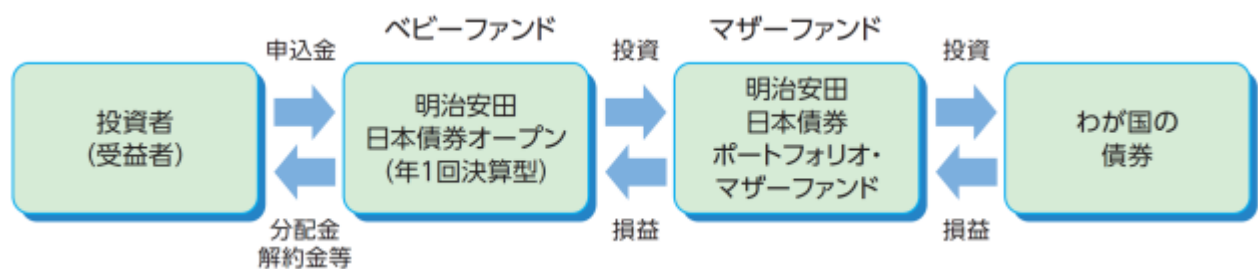 ベビーファンド
マザーファンド
申込金
投資
投資
投資者
(受益者)
明治安田
日本債券オープン
(年1回決算型)
明治安田
日本債券
ポートフォリオ・
マザーファンド
わが国の
債券
分配金
解約金等
損益
損益